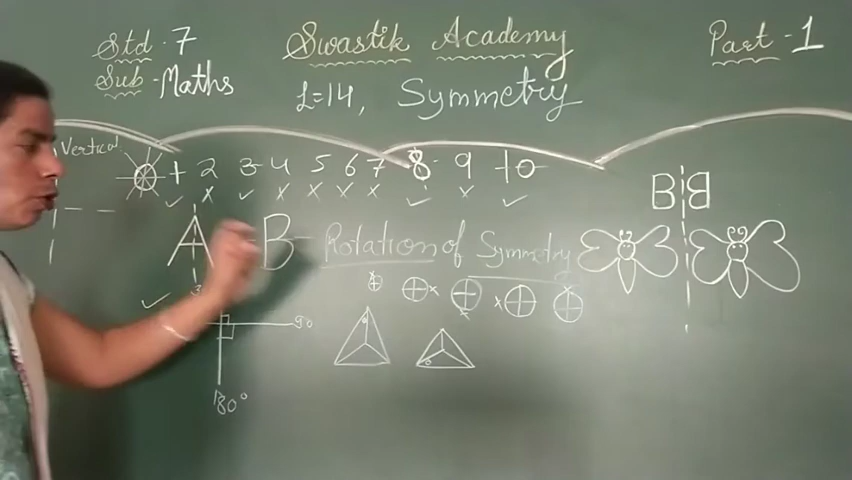 Std. 7
Swastik Academy
Part - 1
Sub - Maths
L=14, Symmetry
Vertical
1 2 3 4 5 6 7 8 9 10
B B
A B Rotation of Symmetry
90
180°